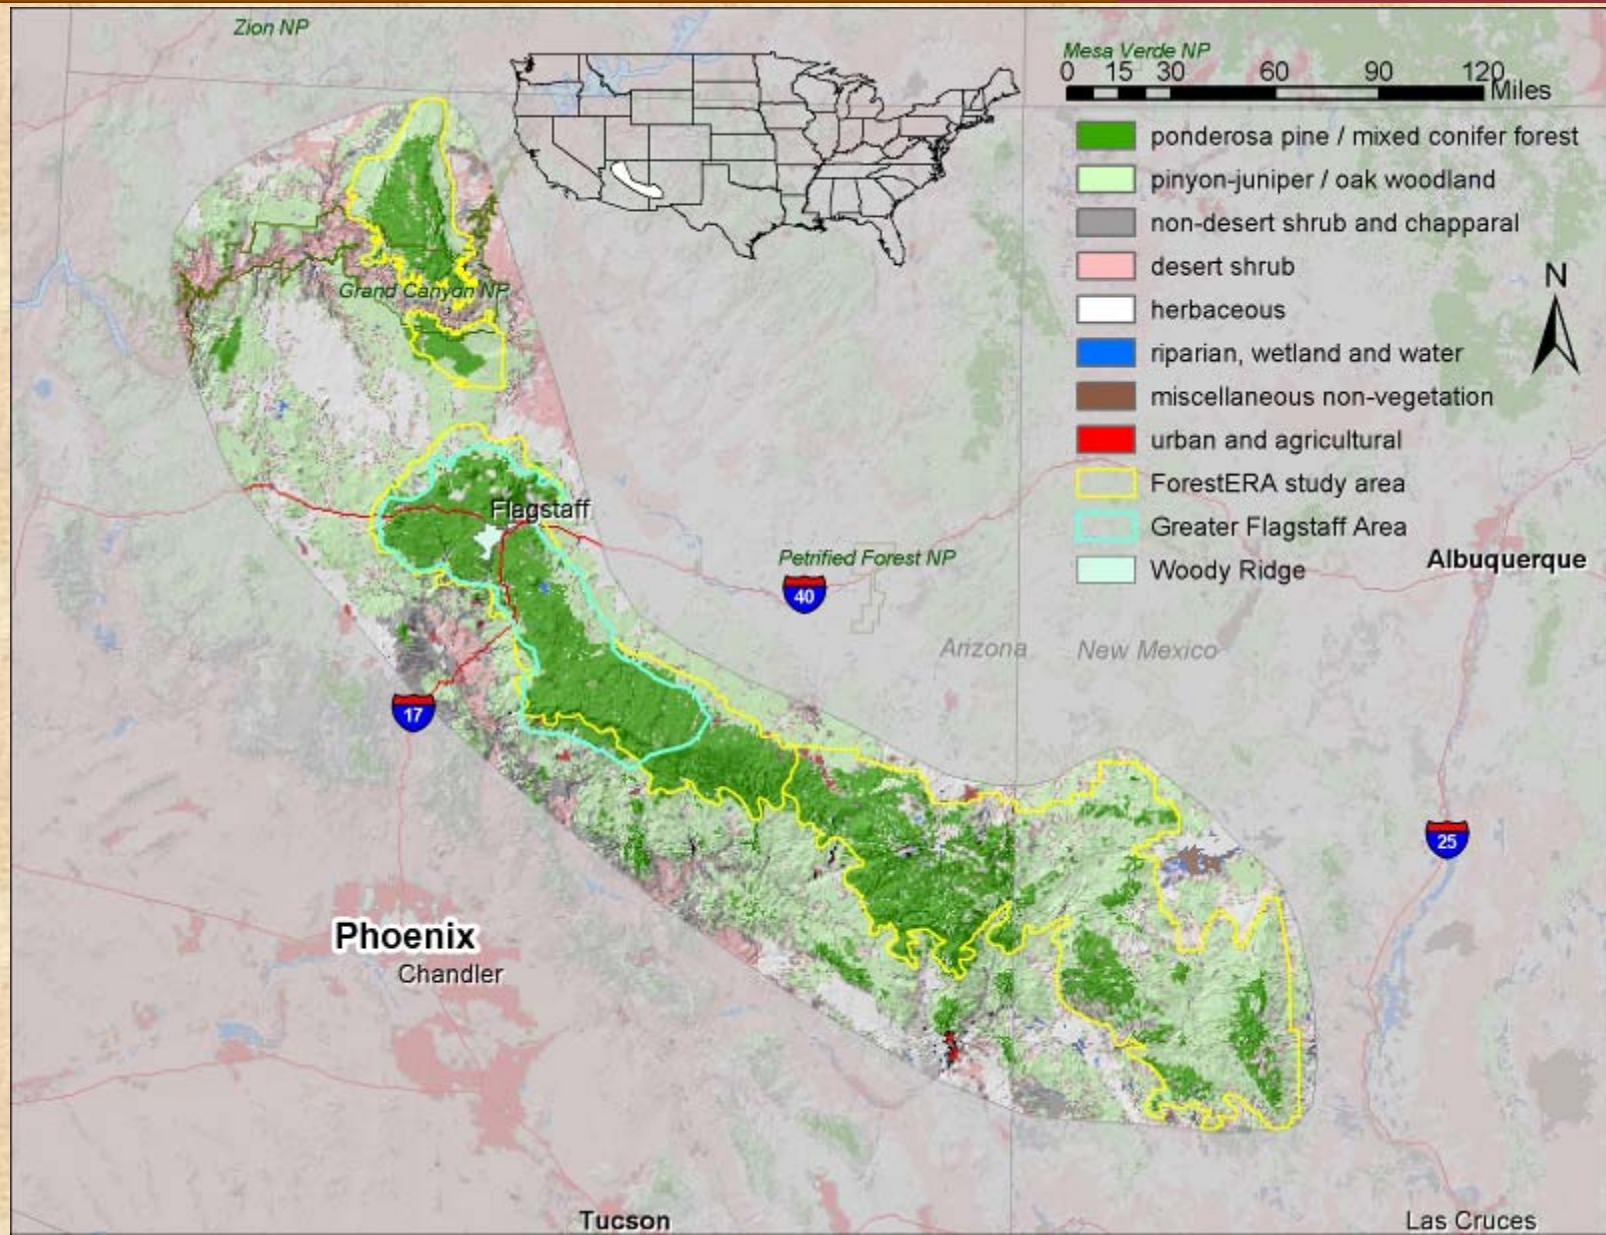 Zion NP
Mesa Verde NP
0 15 30 60 90 120
Miles
ponderosa pine / mixed conifer forest
pinyon-juniper / oak woodland
non-desert shrub and chapparal
desert shrub
herbaceous
riparian, wetland and water
miscellaneous non-vegetation
urban and agricultural
ForestERA study area
Greater Flagstaff Area
Woody Ridge
N
Grand Canyon NP
Flagstaff
Petrified Forest NP
Albuquerque
40
Arizona
New Mexico
17
25
Phoenix
Chandler
Tucson
Las Cruces